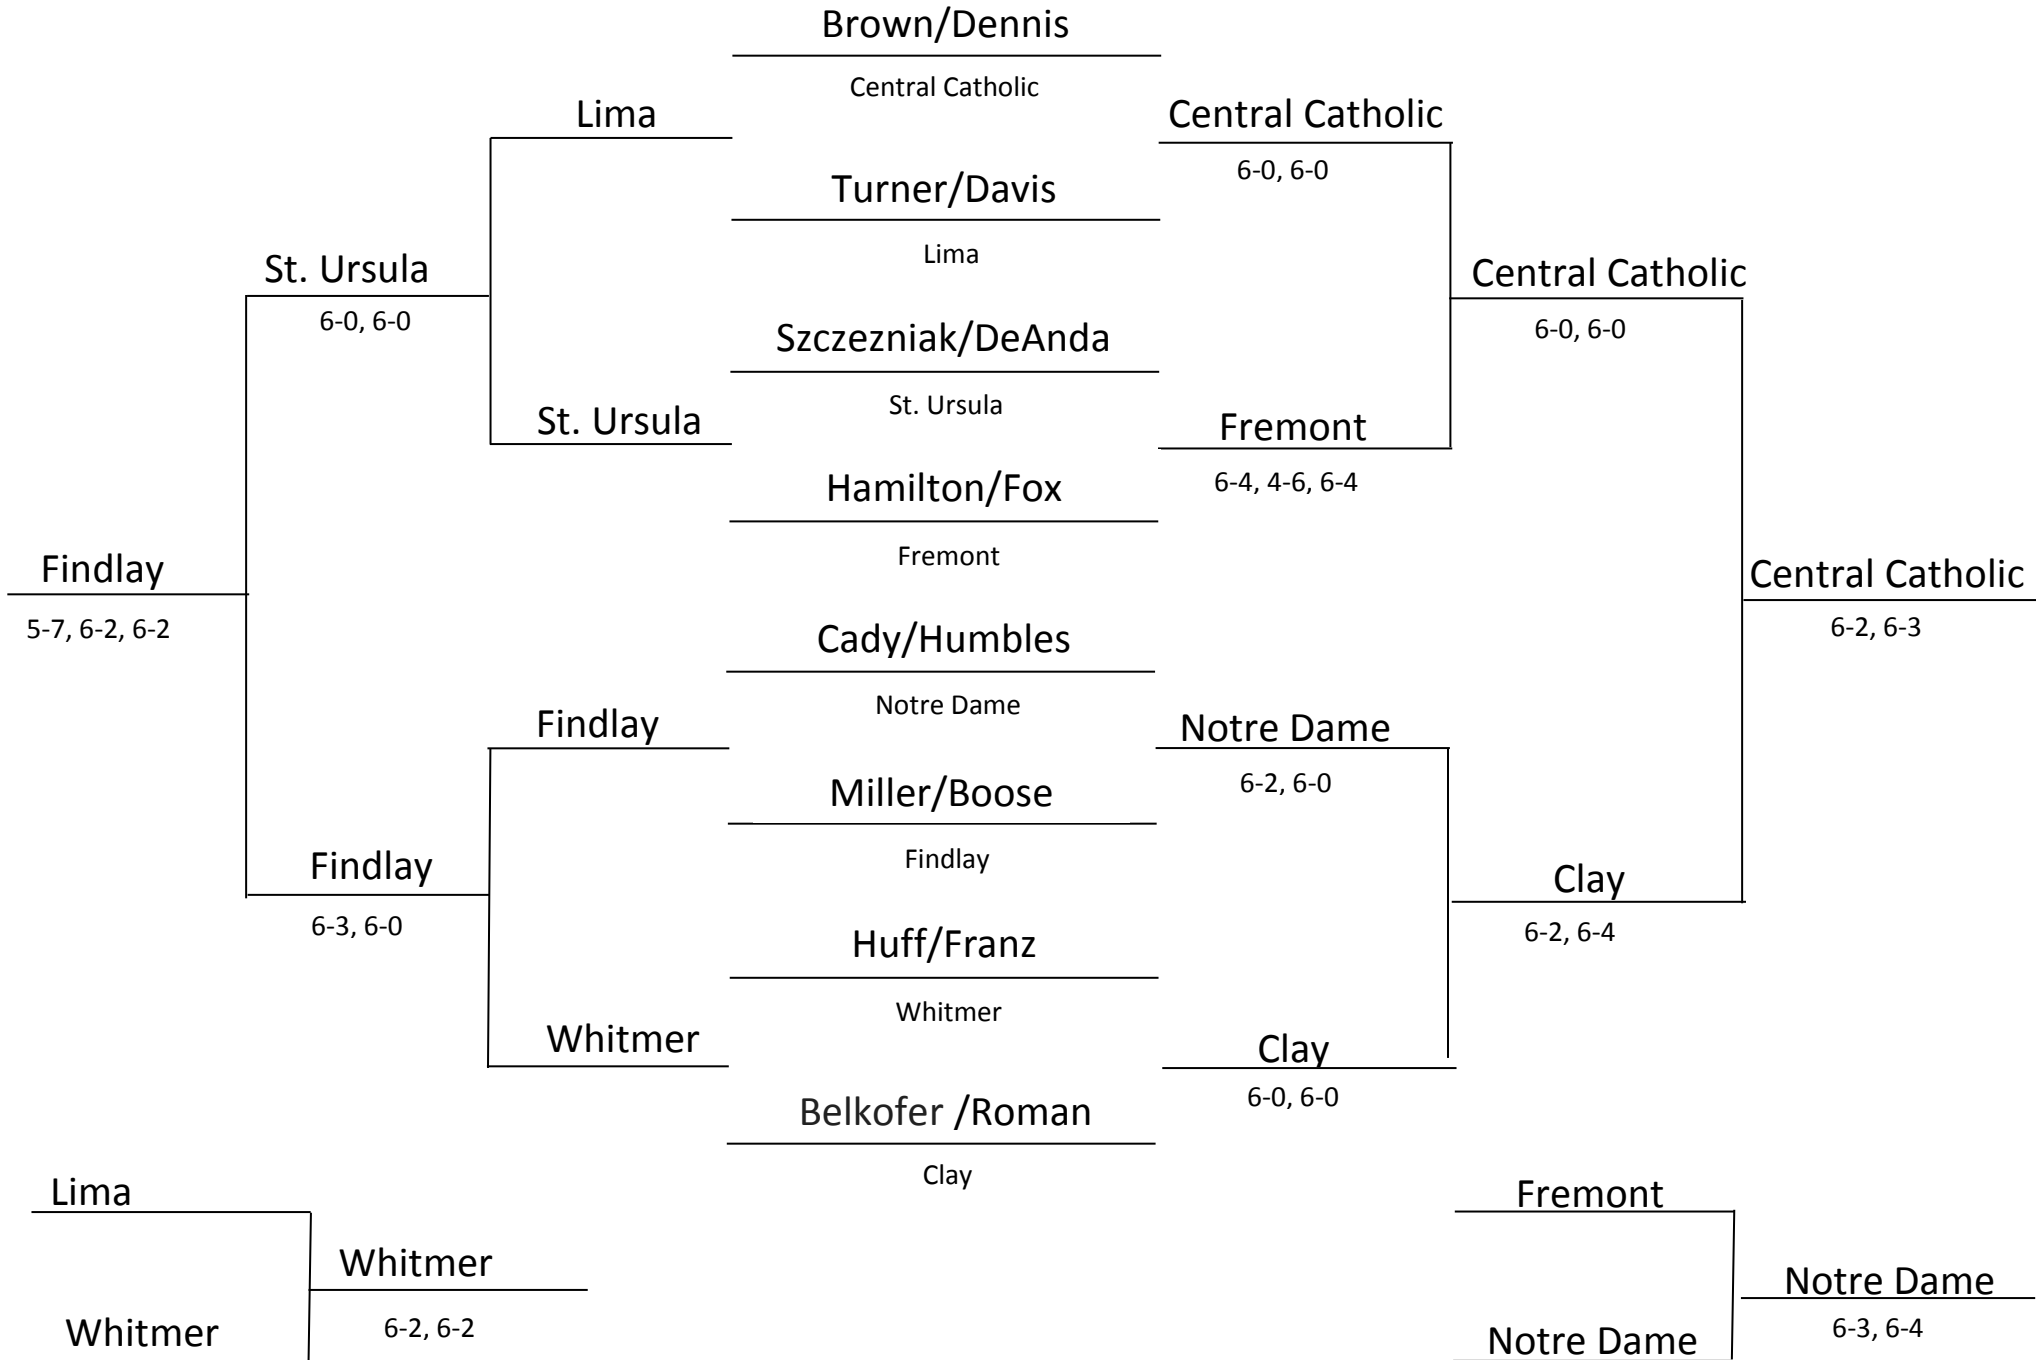 Brown/Dennis
Central Catholic
Lima
Central Catholic
6-0, 6-0
Turner/Davis
Lima
St. Ursula
6-0, 6-0
Central Catholic
6-0, 6-0
Szczezniak/DeAnda
St. Ursula
St. Ursula
Fremont
6-4, 4-6, 6-4
Hamilton/Fox
Fremont
Findlay
5-7, 6-2, 6-2
Central Catholic
6-2, 6-3
Cady/Humbles
Notre Dame
Findlay
Notre Dame
6-2, 6-0
Miller/Boose
Findlay
Findlay
6-3, 6-0
Clay
6-2, 6-4
Huff/Franz
Whitmer
Whitmer
Clay
6-0, 6-0
Belkofer /Roman
Clay
Lima
Whitmer
6-2, 6-2
Whitmer
Fremont
Notre Dame
6-3, 6-4
Notre Dame